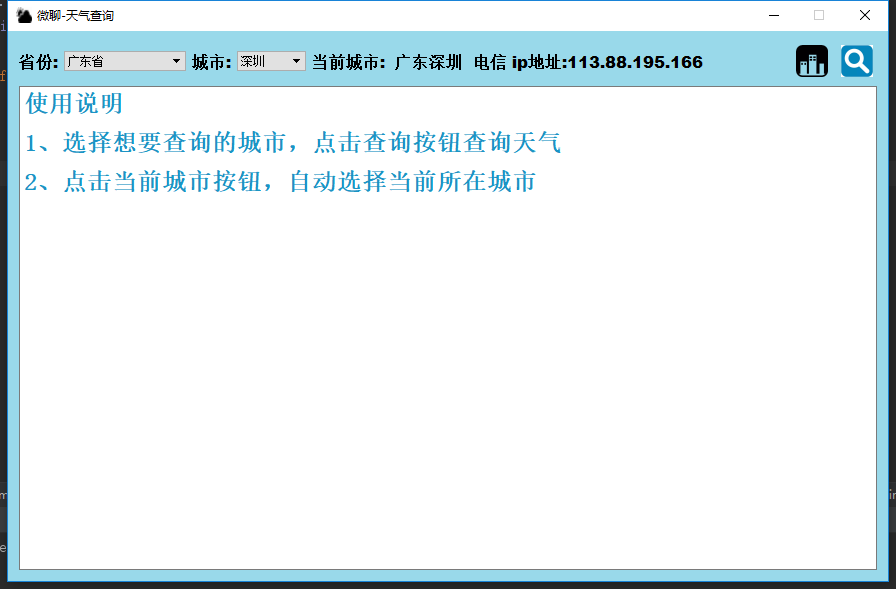 微聊-天气查询
省份: 广东省 城市: 深圳 当前城市: 广东深圳 电信 ip地址:113.88.195.166
使用说明
1、选择想要查询的城市，点击查询按钮查询天气
2、点击当前城市按钮，自动选择当前所在城市